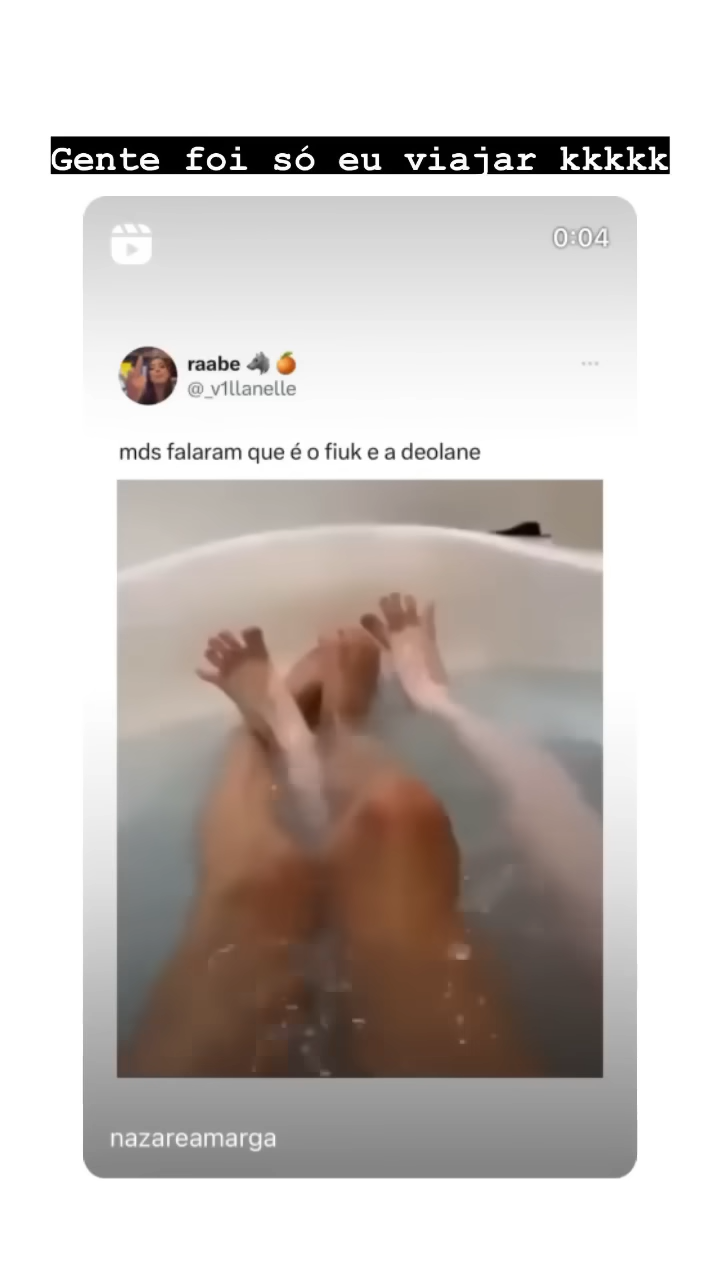 Gente foi só eu viajar kkkkk
0:04
raabe 🐺 🍊
@_v1llanelle
mds falaram que é o fiuk e a deolane
nazareamarga